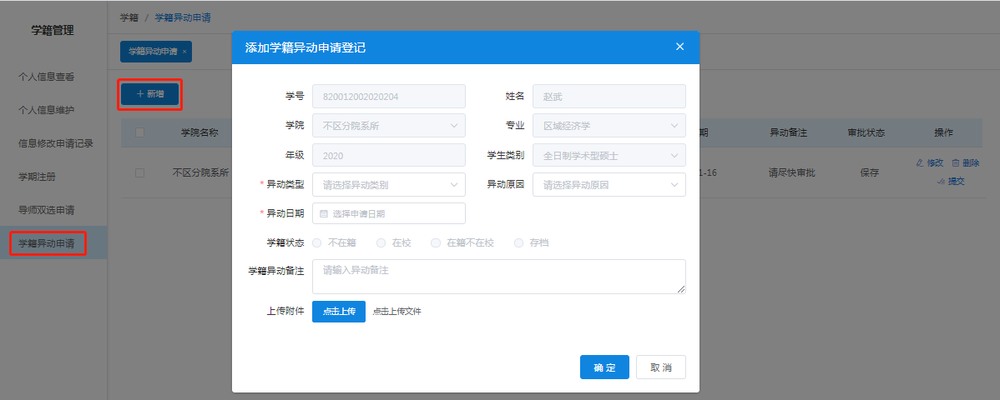 学籍管理
个人信息查看
个人信息维护
信息修改申请记录
学期注册
导师双选申请
学籍异动申请
学籍 / 学籍异动申请
学籍异动申请 ×
+ 新增
学院名称 期 异动备注 审批状态 操作
不区分院系所 1-16 请尽快审批 保存 修改 删除
提交
添加学籍异动申请登记 ×
学号 820012002020204 姓名 赵武
学院 不区分院系所 专业 区域经济学
年级 2020 学生类别 全日制学术型硕士
* 异动类型 请选择异动类别 异动原因 请选择异动原因
* 异动日期 选择申请日期
学籍状态 不在籍 在校 在籍不在校 存档
学籍异动备注 请输入异动备注
上传附件 点击上传 点击上传文件
确 定 取 消